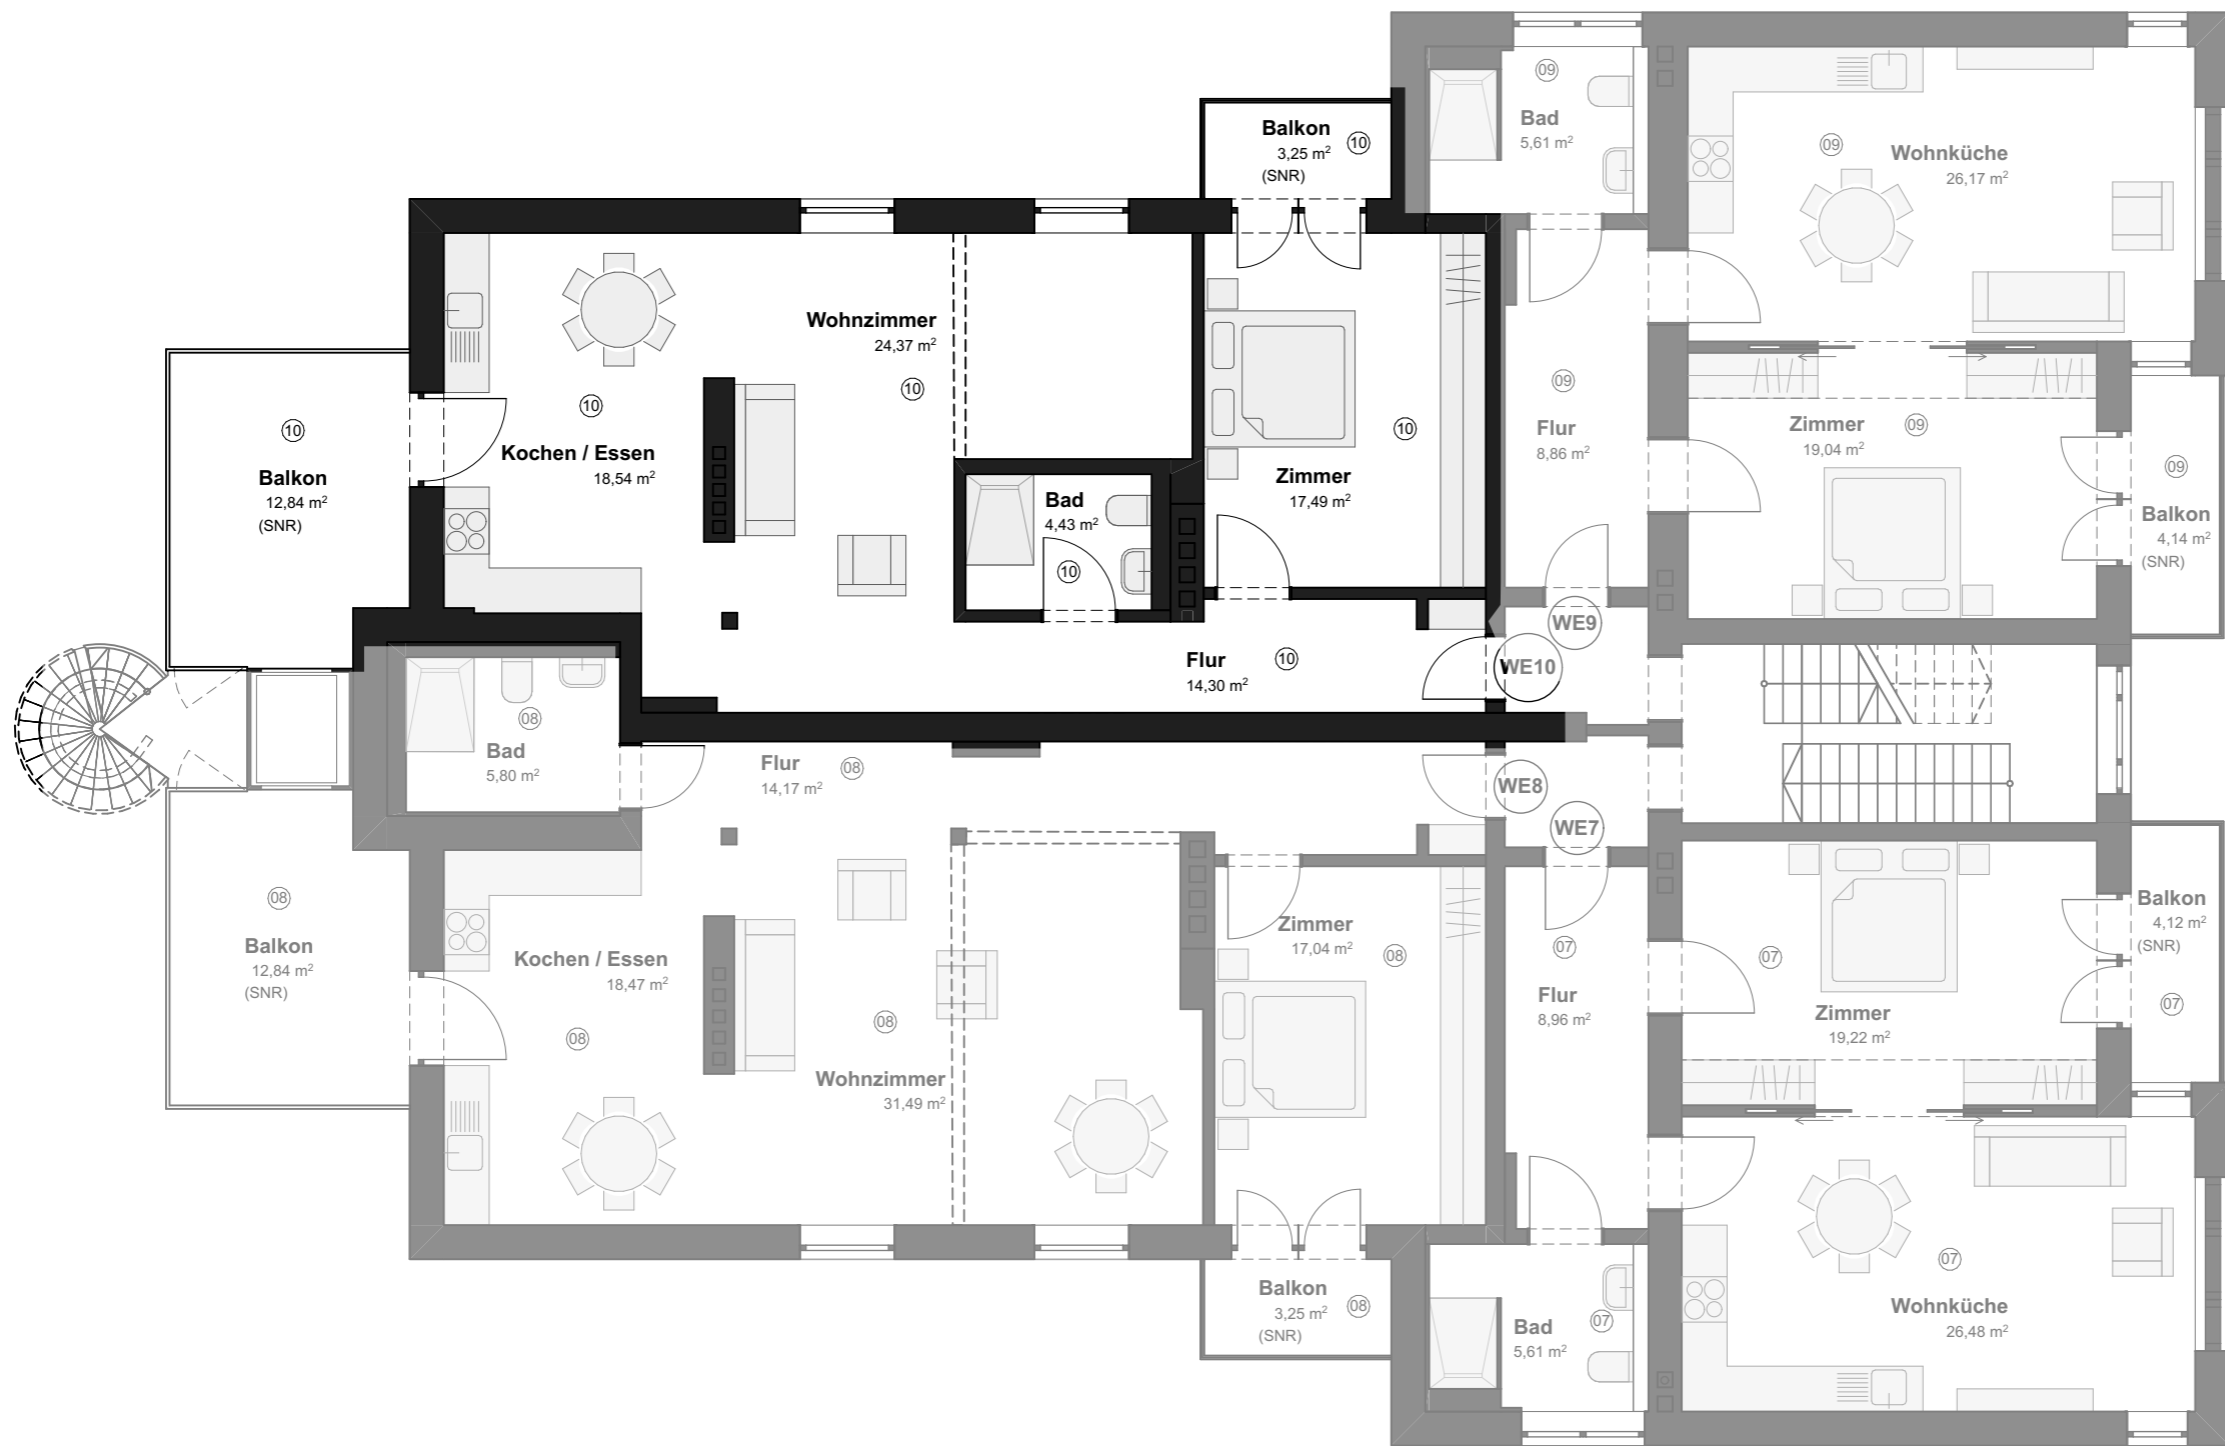 09
Bad
5,61 m²
09
Wohnküche
26,17 m²
Balkon
3,25 m²
(SNR)
10
Wohnzimmer
24,37 m²
10
10
Kochen / Essen
18,54 m²
10
Balkon
12,84 m²
(SNR)
Bad
4,43 m²
10
10
Zimmer
17,49 m²
09
Flur
8,86 m²
Zimmer
19,04 m²
09
09
Balkon
4,14 m²
(SNR)
WE9
WE10
Flur
14,30 m²
10
08
Bad
5,80 m²
Flur
14,17 m²
08
WE8
WE7
08
Balkon
12,84 m²
(SNR)
Kochen / Essen
18,47 m²
08
08
Wohnzimmer
31,49 m²
Zimmer
17,04 m²
08
07
Flur
8,96 m²
07
Zimmer
19,22 m²
Balkon
4,12 m²
(SNR)
07
Balkon
3,25 m²
(SNR)
08
Bad
5,61 m²
07
07
Wohnküche
26,48 m²